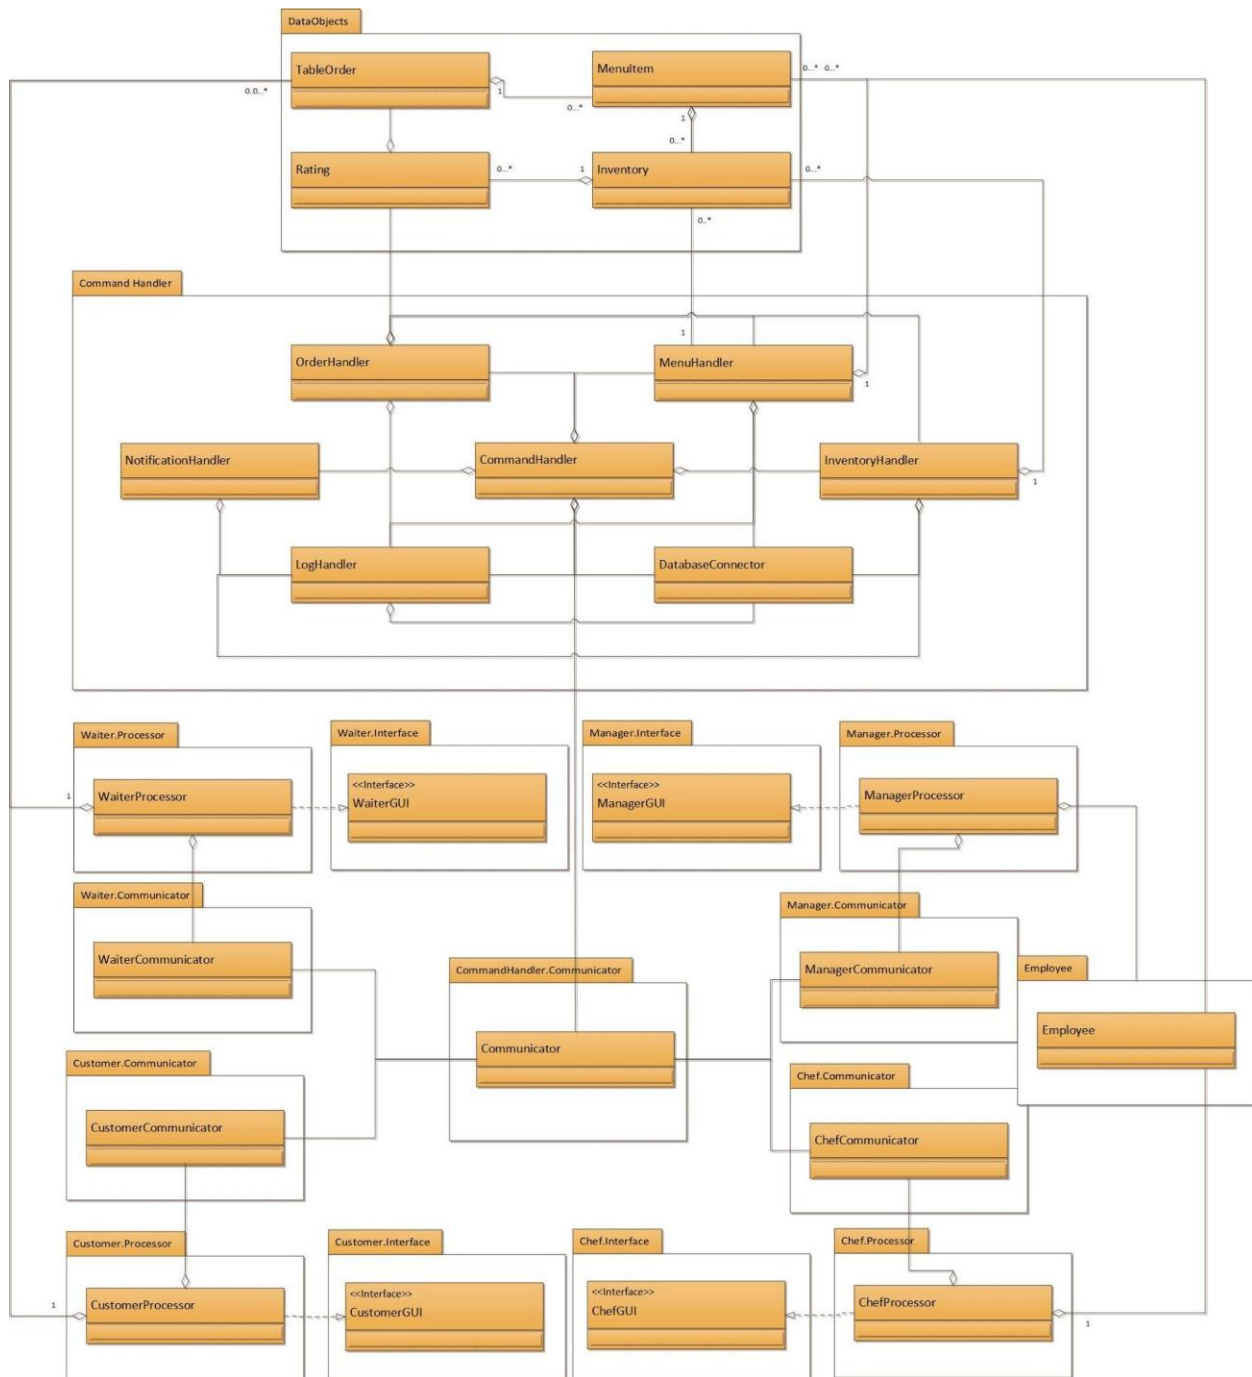 DataObjects
TableOrder
MenuItem
0...* 0...*
0.0...*
1
0...*
1
0...*
Rating
0...*
1
Inventory
0...*
0..*
Command Handler
1
OrderHandler
MenuHandler
1
NotificationHandler
CommandHandler
InventoryHandler
1
LogHandler
DatabaseConnector
Waiter.Processor
Waiter.Interface
Manager.Interface
Manager.Processor
<<Interface>>
<<Interface>>
1
WaiterProcessor
WaiterGUI
ManagerGUI
ManagerProcessor
Waiter.Communicator
Manager.Communicator
WaiterCommunicator
CommandHandler.Communicator
ManagerCommunicator
Employee
Communicator
Employee
Customer.Communicator
Chef.Communicator
CustomerCommunicator
ChefCommunicator
Customer.Processor
Customer.Interface
Chef.Interface
Chef.Processor
<<Interface>>
<<Interface>>
1
CustomerProcessor
CustomerGUI
ChefGUI
ChefProcessor
1